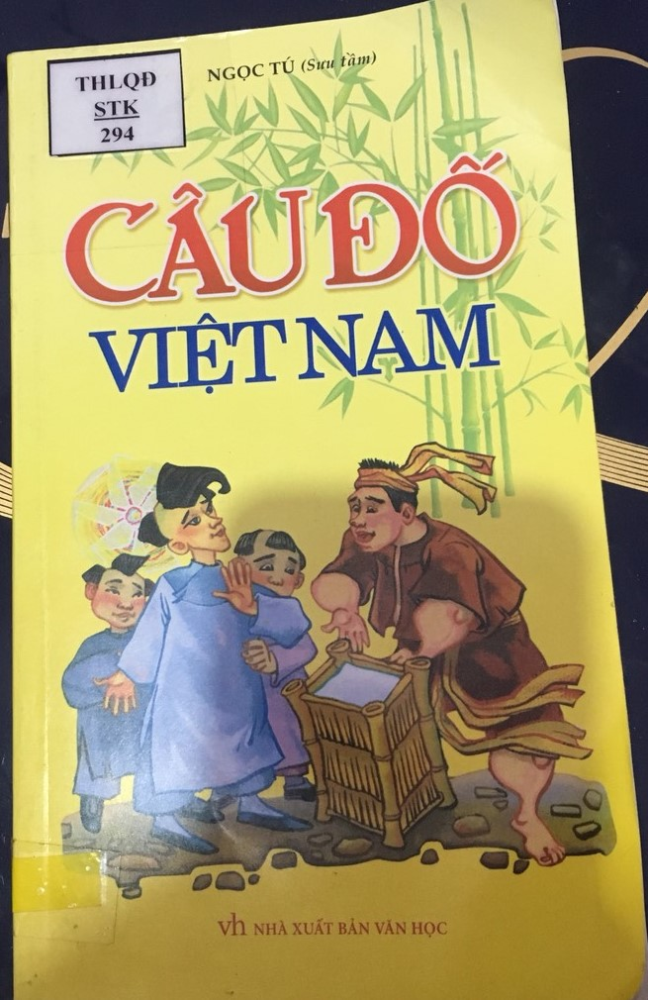 THLQĐ
STK
294
NGỌC TÚ (Sưu tầm)
CÂU ĐỐ
VIỆT NAM
vh NHÀ XUẤT BẢN VĂN HỌC